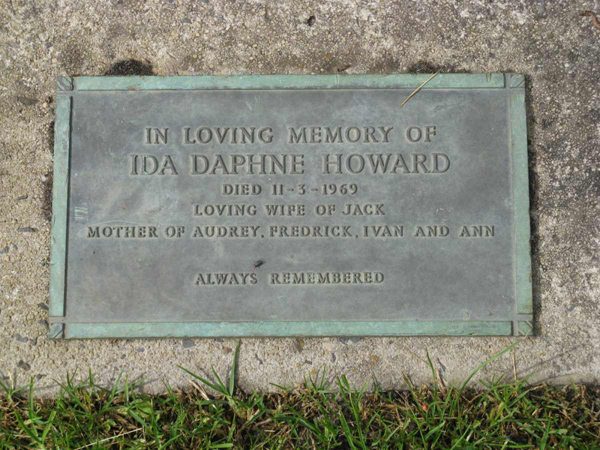 IN LOVING MEMORY OF
IDA DAPHNE HOWARD
DIED 11-3-1969
LOVING WIFE OF JACK
MOTHER OF AUDREY, FREDRICK, IVAN AND ANN
ALWAYS REMEMBERED